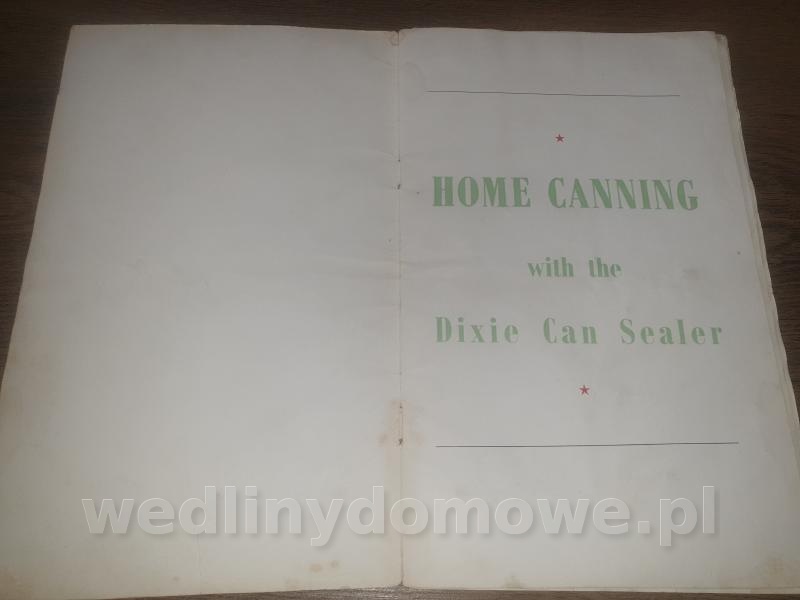 HOME CANNING
with the
Dixie Can Sealer
wedlinydomowe.pl